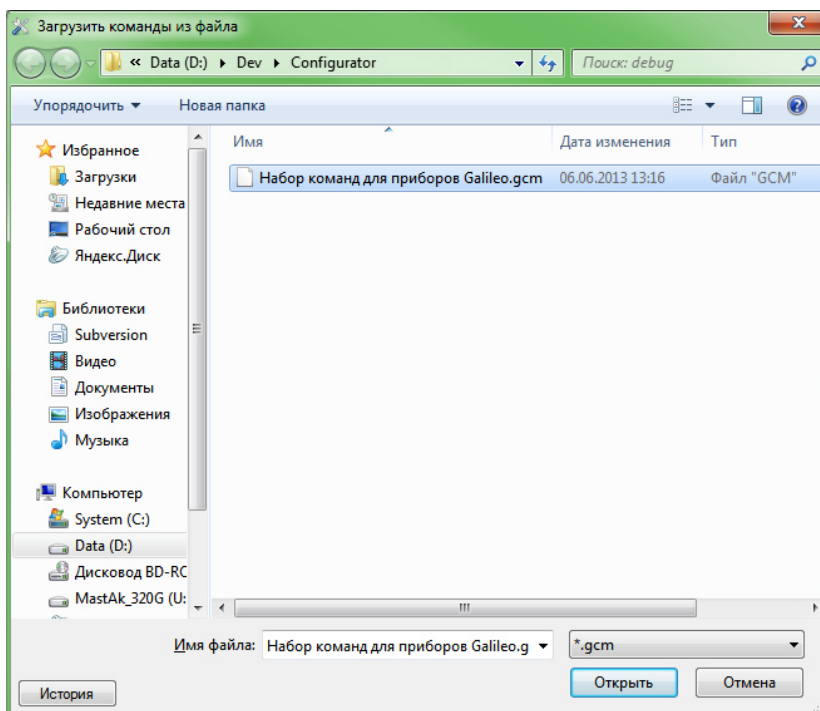 Загрузить команды из файла
« Data (D:) ▸ Dev ▸ Configurator
Поиск: debug
Упорядочить ▾ Новая папка
Имя Дата изменения Тип
Набор команд для приборов Galileo.gcm 06.06.2013 13:16 Файл "GCM"
Избранное
Загрузки
Недавние места
Рабочий стол
Яндекс.Диск
Библиотеки
Subversion
Видео
Документы
Изображения
Музыка
Компьютер
System (C:)
Data (D:)
Дисковод BD-RO
MastAk_320G (U:
Имя файла: Набор команд для приборов Galileo.g *.gcm
Открыть Отмена
История